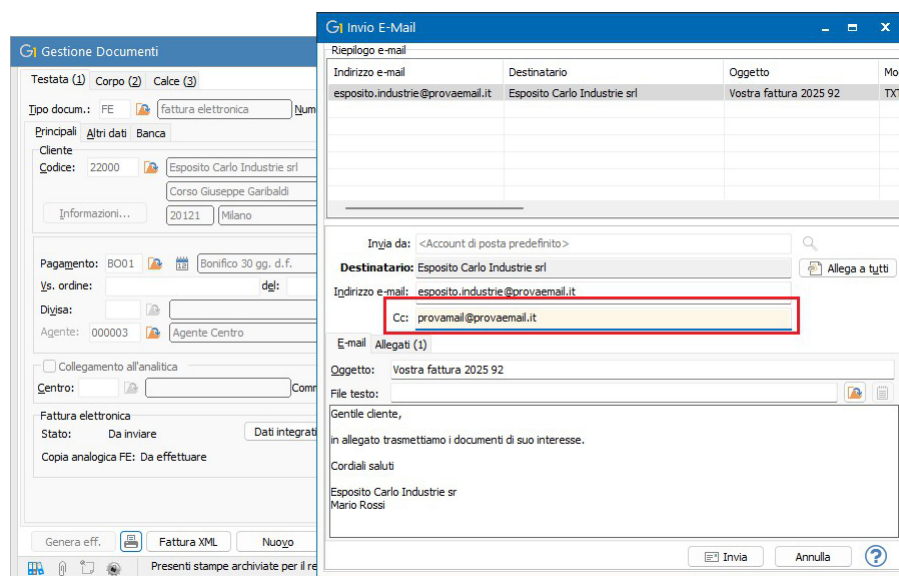 Gestione Documenti
Testata (1) Corpo (2) Calce (3)
Tipo docum.: FE fattura elettronica
Principali Altri dati Banca
Cliente
Codice: 22000 Esposito Carlo Industrie srl
Corso Giuseppe Garibaldi
Informazioni... 20121 Milano
Pagamento: BO01 Bonifico 30 gg. d.f.
Vs. ordine: del:
Divisa:
Agente: 000003 Agente Centro
Collegamento all'analitica
Centro:
Fattura elettronica
Stato: Da inviare Dati integrati
Copia analogica FE: Da effettuare
Genera eff. Fattura XML Nuovo
Presenti stampe archiviate per il re
Invio E-Mail
Riepilogo e-mail
Indirizzo e-mail Destinatario Oggetto Mo
esposito.industrie@provaemail.it Esposito Carlo Industrie srl Vostra fattura 2025 92 TXT
Invia da: <Account di posta predefinito>
Destinatario: Esposito Carlo Industrie srl Allega a tutti
Indirizzo e-mail: esposito.industrie@provaemail.it
Cc: provamail@provaemail.it
E-mail Allegati (1)
Oggetto: Vostra fattura 2025 92
File testo:
Gentile cliente,
in allegato trasmettiamo i documenti di suo interesse.
Cordiali saluti
Esposito Carlo Industrie sr
Mario Rossi
Invia Annulla ?